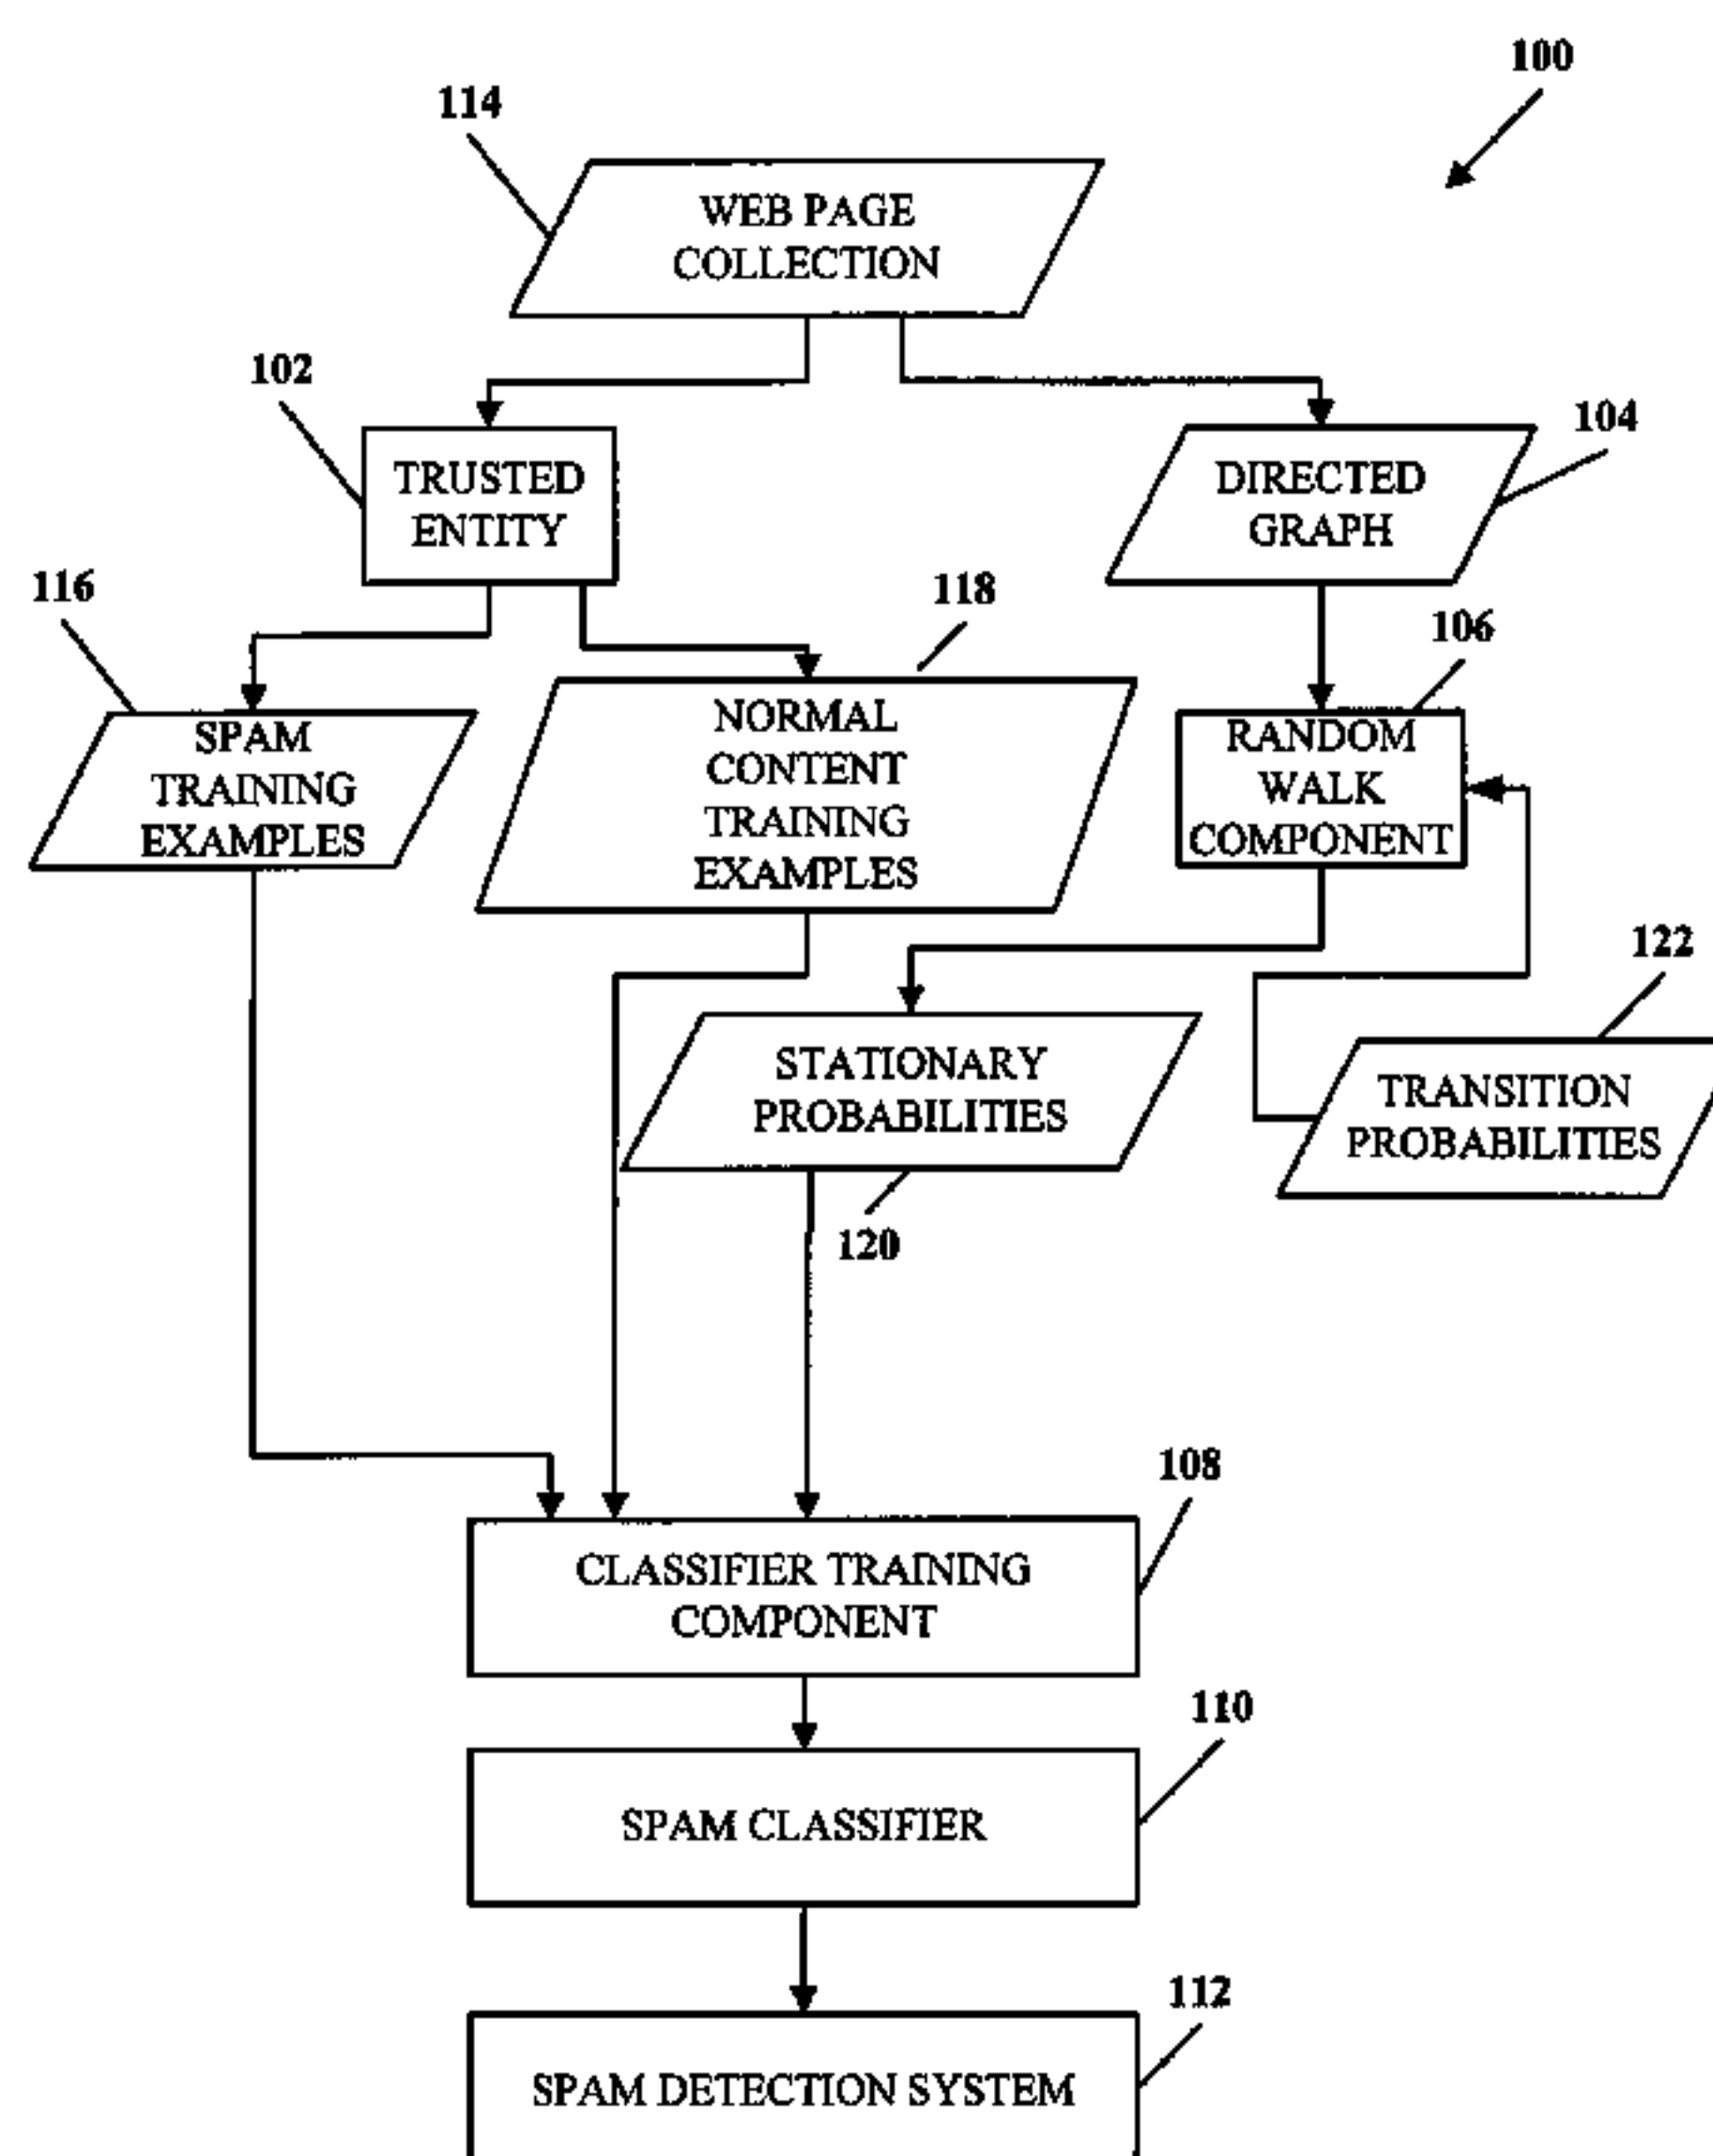 100
114
WEB PAGE
COLLECTION
102
104
TRUSTED
ENTITY
DIRECTED
GRAPH
116
118
106
SPAM
TRAINING
EXAMPLES
NORMAL
CONTENT
TRAINING
EXAMPLES
RANDOM
WALK
COMPONENT
122
STATIONARY
PROBABILITIES
TRANSITION
PROBABILITIES
120
108
CLASSIFIER TRAINING
COMPONENT
110
SPAM CLASSIFIER
112
SPAM DETECTION SYSTEM